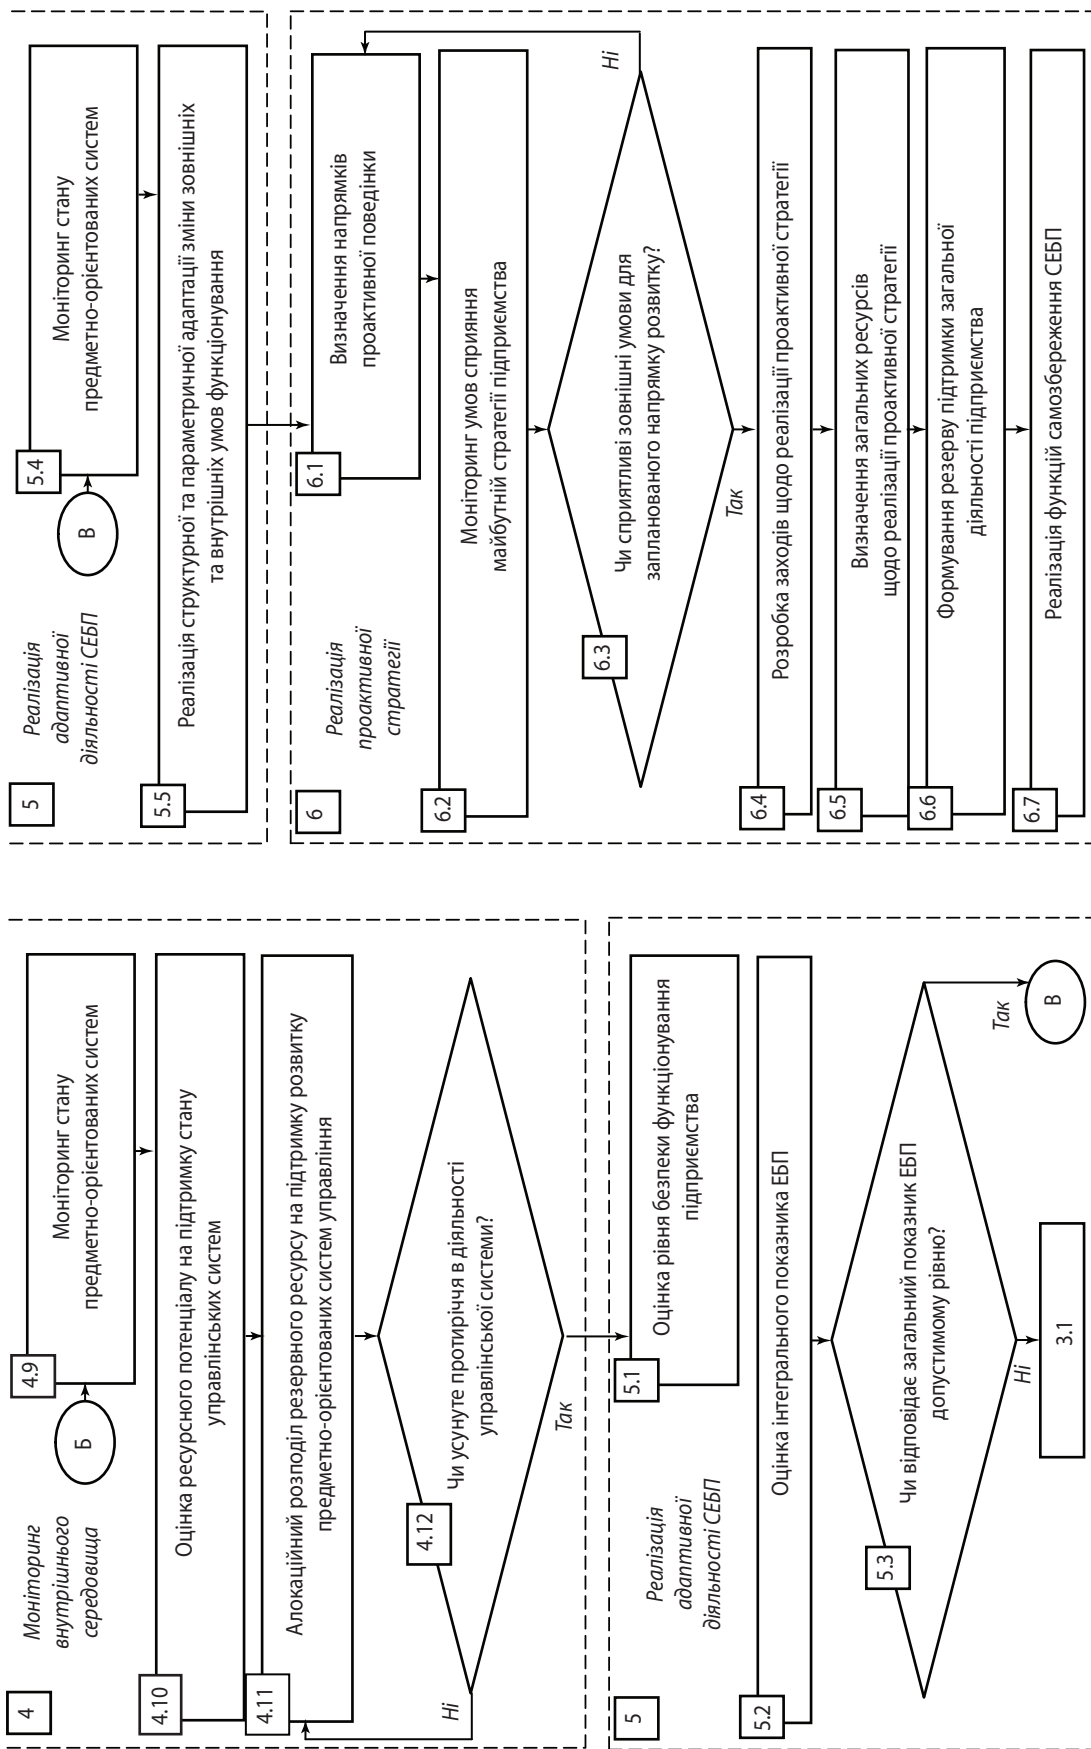 4
Моніторинг
внутрішнього
середовища
Б
4.9
Моніторинг стану
предметно-орієнтованих систем
4.10
Оцінка ресурсного потенціалу на підтримку стану
управлінських систем
4.11
Алокаційний розподіл резервного ресурсу на підтримку розвитку
предметно-орієнтованих систем управління
4.12
Чи усунуте протиріччя в діяльності
управлінської системи?
Ні
Так
5
Реалізація
адаптивної
діяльності СЕБП
5.1
Оцінка рівня безпеки функціонування
підприємства
5.2
Оцінка інтегрального показника ЕБП
5.3
Чи відповідає загальний показник ЕБП
допустимому рівню?
Ні
Так
3.1
В
5
Реалізація
адаптивної
діяльності СЕБП
В
5.4
Моніторинг стану
предметно-орієнтованих систем
5.5
Реалізація структурної та параметричної адаптації зміни зовнішніх
та внутрішніх умов функціонування
6
Реалізація
проактивної
стратегії
6.1
Визначення напрямків
проактивної поведінки
6.2
Моніторинг умов сприяння
майбутній стратегії підприємства
6.3
Чи сприятливі зовнішні умови для
запланованого напрямку розвитку?
Ні
Так
6.4
Розробка заходів щодо реалізації проактивної стратегії
6.5
Визначення загальних ресурсів
щодо реалізації проактивної стратегії
6.6
Формування резерву підтримки загальної
діяльності підприємства
6.7
Реалізація функцій самозбереження СЕБП